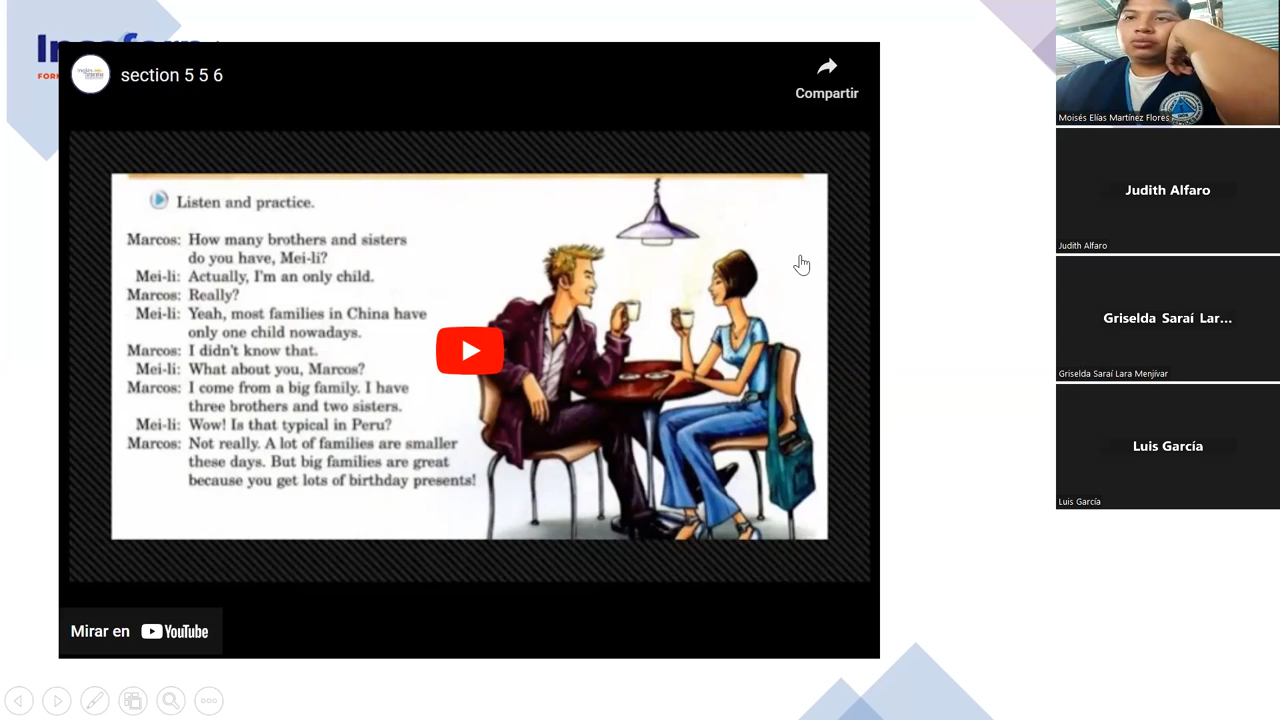 section 5 5 6
Compartir
Listen and practice.
Marcos: How many brothers and sisters
do you have, Mei-li?
Mei-li: Actually, I'm an only child.
Marcos: Really?
Mei-li: Yeah, most families in China have
only one child nowadays.
Marcos: I didn't know that.
Mei-li: What about you, Marcos?
Marcos: I come from a big family. I have
three brothers and two sisters.
Mei-li: Wow! Is that typical in Peru?
Marcos: Not really. A lot of families are smaller
these days. But big families are great
because you get lots of birthday presents!
Mirar en YouTube
Moisés Elías Martínez Flores
Judith Alfaro
Judith Alfaro
Griselda Saraí Lar...
Griselda Saraí Lara Menjívar
Luis García
Luis García